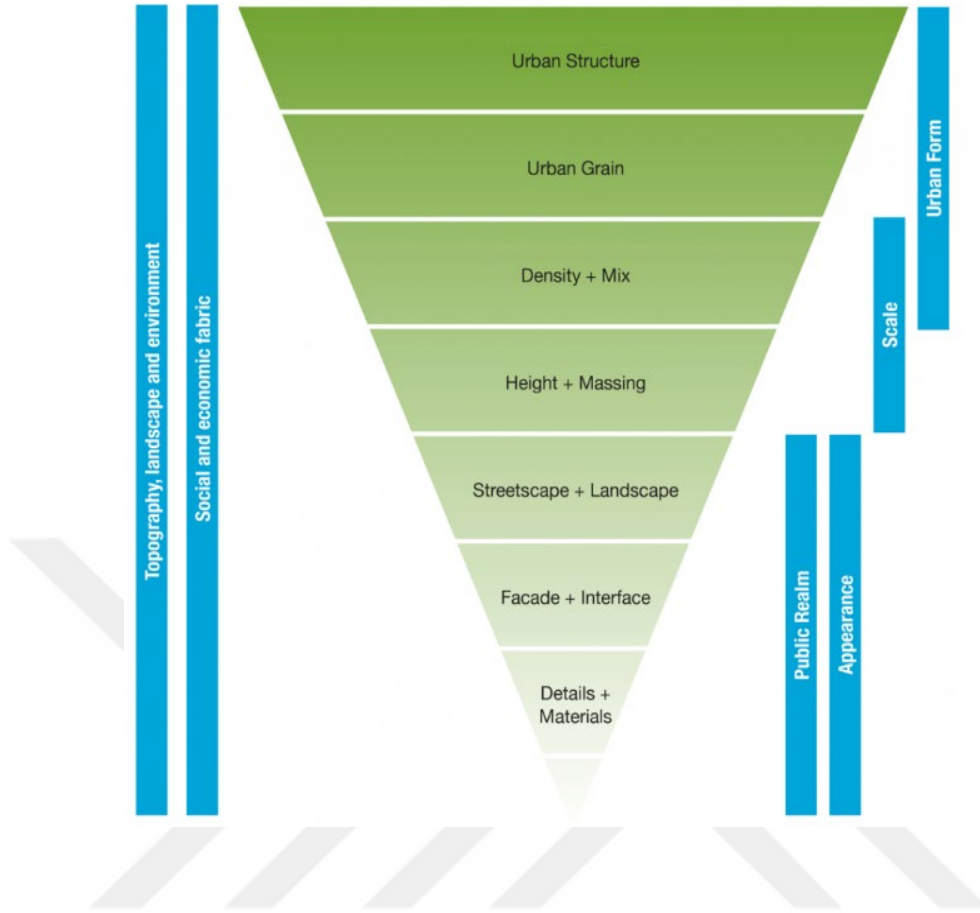 Topography, landscape and environment
Social and economic fabric
Urban Structure
Urban Grain
Density + Mix
Height + Massing
Streetscape + Landscape
Facade + Interface
Details +
Materials
Public Realm
Appearance
Scale
Urban Form